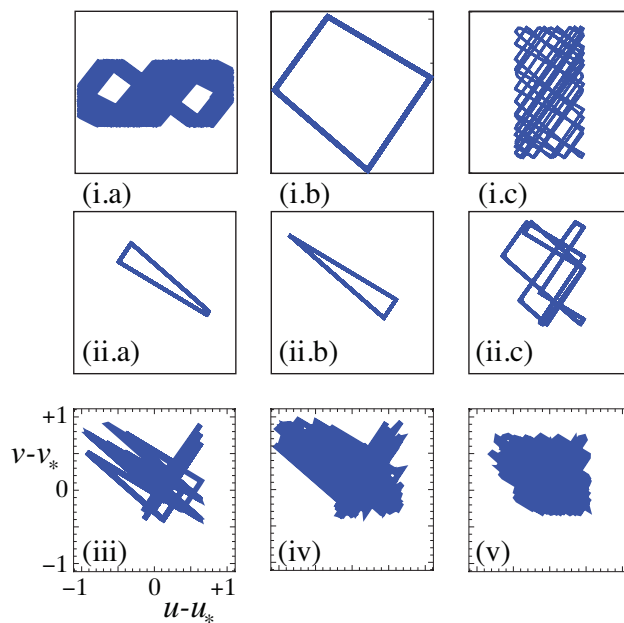 (i.a) (i.b) (i.c)
(ii.a) (ii.b) (ii.c)
+1
v-v*
0
-1
(iii) (iv) (v)
-1 0 +1
u-u*